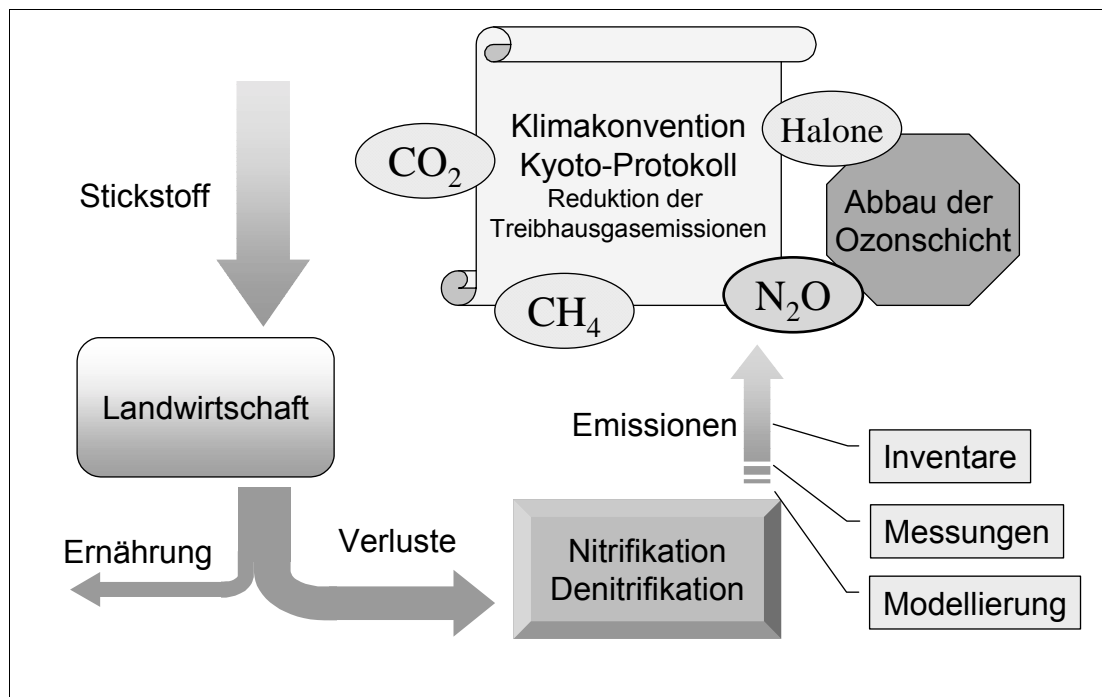 Stickstoff
Klimakonvention
Kyoto-Protokoll
Reduktion der
Treibhausgasemissionen
CO₂
CH₄
Halone
N₂O
Abbau der
Ozonschicht
Landwirtschaft
Ernährung
Verluste
Nitrifikation
Denitrifikation
Emissionen
Inventare
Messungen
Modellierung